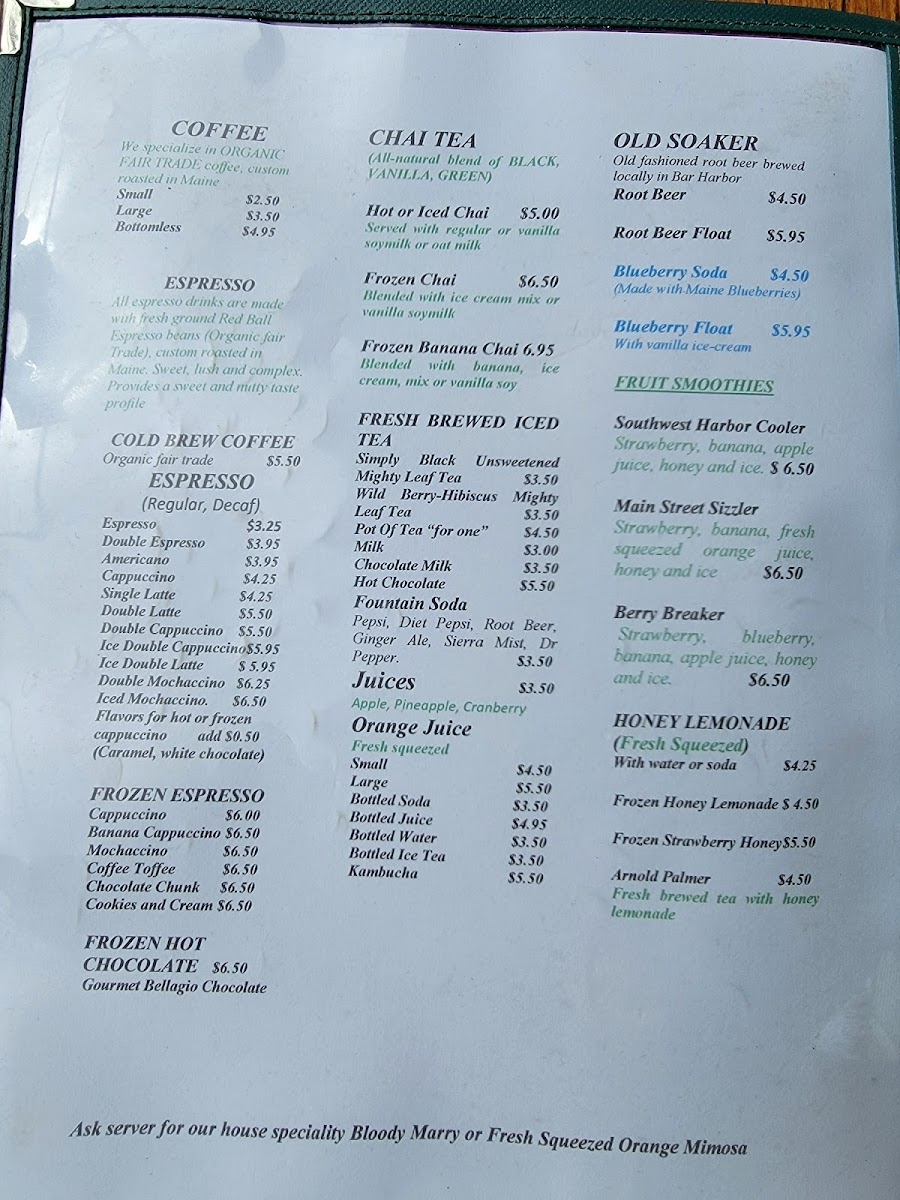 COFFEE
We specialize in ORGANIC
FAIR TRADE coffee, custom
roasted in Maine
Small $2.50
Large $3.50
Bottomless $4.95
ESPRESSO
All espresso drinks are made
with fresh ground Red Ball
Espresso beans (Organic fair
Trade), custom roasted in
Maine. Sweet, lush and complex.
Provides a sweet and nutty taste
profile
COLD BREW COFFEE
Organic fair trade $5.50
ESPRESSO
(Regular, Decaf)
Espresso $3.25
Double Espresso $3.95
Americano $3.95
Cappuccino $4.25
Single Latte $4.25
Double Latte $5.50
Double Cappuccino $5.50
Ice Double Cappuccino$5.95
Ice Double Latte $ 5.95
Double Mochaccino $6.25
Iced Mochaccino. $6.50
Flavors for hot or frozen
cappuccino add $0.50
(Caramel, white chocolate)
FROZEN ESPRESSO
Cappuccino $6.00
Banana Cappuccino $6.50
Mochaccino $6.50
Coffee Toffee $6.50
Chocolate Chunk $6.50
Cookies and Cream $6.50
FROZEN HOT
CHOCOLATE $6.50
Gourmet Bellagio Chocolate
CHAI TEA
(All-natural blend of BLACK,
VANILLA, GREEN)
Hot or Iced Chai $5.00
Served with regular or vanilla
soymilk or oat milk
Frozen Chai $6.50
Blended with ice cream mix or
vanilla soymilk
Frozen Banana Chai 6.95
Blended with banana, ice
cream, mix or vanilla soy
FRESH BREWED ICED
TEA
Simply Black Unsweetened
Mighty Leaf Tea $3.50
Wild Berry-Hibiscus Mighty
Leaf Tea $3.50
Pot Of Tea “for one” $4.50
Milk $3.00
Chocolate Milk $3.50
Hot Chocolate $5.50
Fountain Soda
Pepsi, Diet Pepsi, Root Beer,
Ginger Ale, Sierra Mist, Dr
Pepper. $3.50
Juices $3.50
Apple, Pineapple, Cranberry
Orange Juice
Fresh squeezed
Small $4.50
Large $5.50
Bottled Soda $3.50
Bottled Juice $4.95
Bottled Water $3.50
Bottled Ice Tea $3.50
Kambucha $5.50
OLD SOAKER
Old fashioned root beer brewed
locally in Bar Harbor
Root Beer $4.50
Root Beer Float $5.95
Blueberry Soda $4.50
(Made with Maine Blueberries)
Blueberry Float $5.95
With vanilla ice-cream
FRUIT SMOOTHIES
Southwest Harbor Cooler
Strawberry, banana, apple
juice, honey and ice. $ 6.50
Main Street Sizzler
Strawberry, banana, fresh
squeezed orange juice,
honey and ice $6.50
Berry Breaker
Strawberry, blueberry,
banana, apple juice, honey
and ice. $6.50
HONEY LEMONADE
(Fresh Squeezed)
With water or soda $4.25
Frozen Honey Lemonade $ 4.50
Frozen Strawberry Honey$5.50
Arnold Palmer $4.50
Fresh brewed tea with honey
lemonade
Ask server for our house speciality Bloody Marry or Fresh Squeezed Orange Mimosa